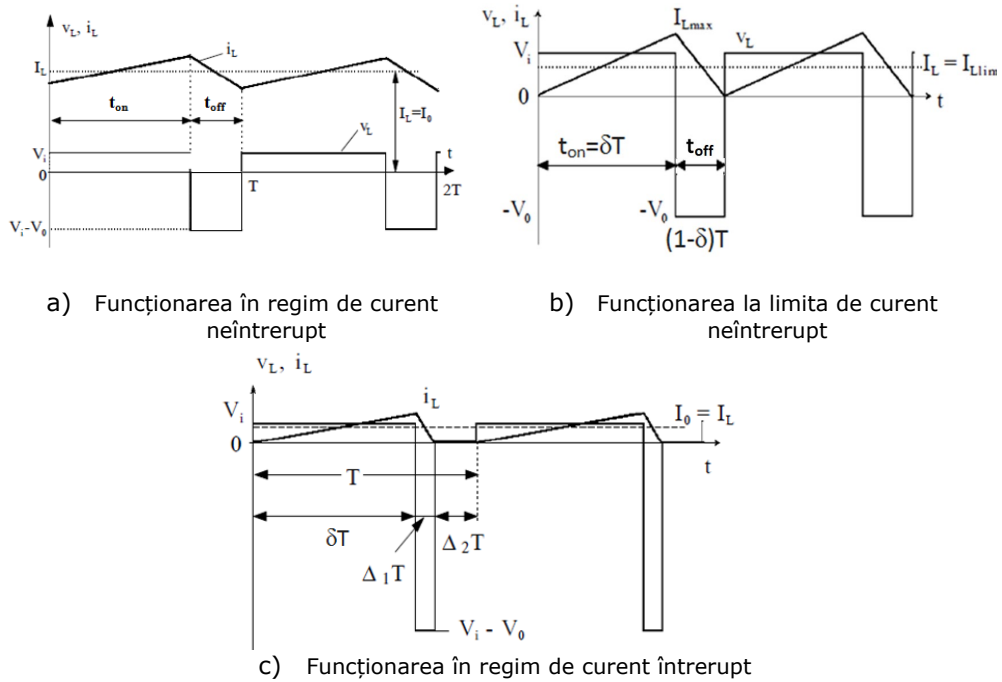 v_L, i_L
i_L
I_L
t_on
t_off
I_L=I_0
V_i
v_L
t
0
T
2T
V_i-V_0
a) Funcționarea în regim de curent
neîntrerupt
v_L, i_L
I_Lmax
V_i
v_L
I_L = I_Llim
0
t
t_on=δT
t_off
-V_0
-V_0
(1-δ)T
b) Funcționarea la limita de curent
neîntrerupt
v_L, i_L
V_i
i_L
I_0 = I_L
0
t
T
δT
Δ_2T
Δ_1T
V_i - V_0
c) Funcționarea în regim de curent întrerupt